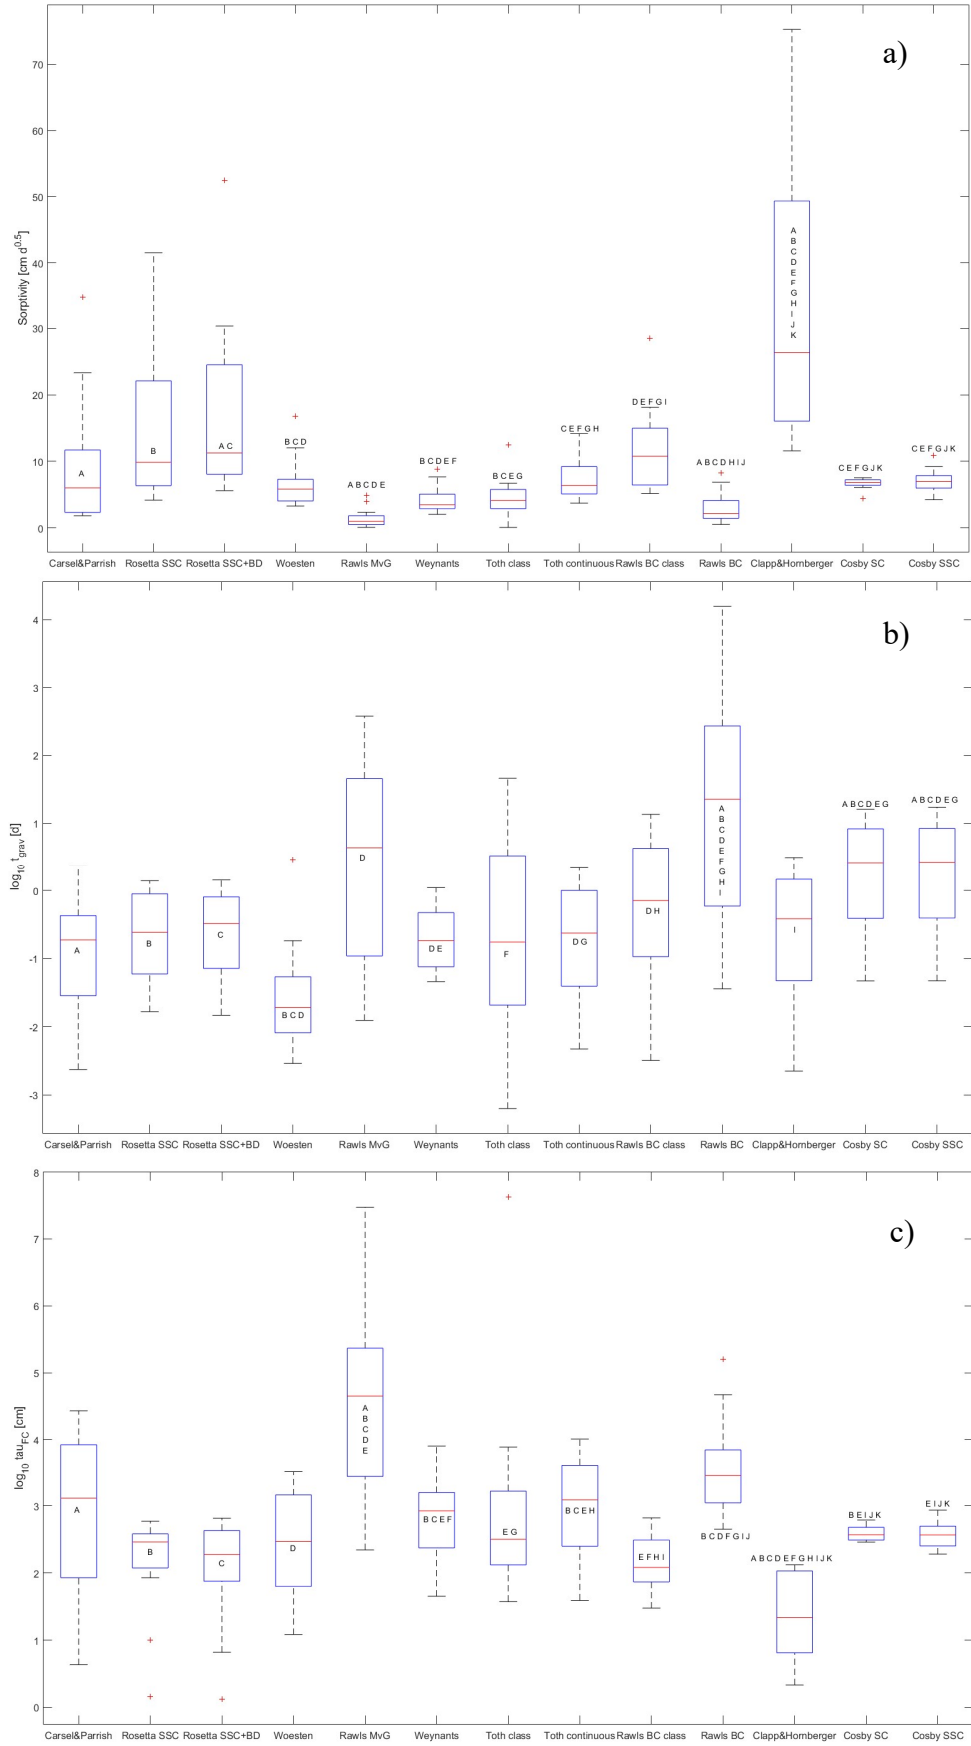 a)
70
60
50
40
30
20
10
0
Sorptivity [cm d^0.5]
A
B
A C
B C D
A B C D E
B C D E F
B C E G
C E F G H
D E F G I
A B C D H I J
A
B
C
D
E
F
G
H
I
J
K
C E F G J K
C E F G J K
Carsel&Parrish Rosetta SSC Rosetta SSC+BD Woesten Rawls MvG Weynants Toth class Toth continuous Rawls BC class Rawls BC Clapp&Hornberger Cosby SC Cosby SSC
b)
4
3
2
1
0
-1
-2
-3
log10 t_grav [d]
A
B
C
B C D
D
D E
F
D G
D H
A
B
C
D
E
F
G
H
I
I
A B C D E G
A B C D E G
Carsel&Parrish Rosetta SSC Rosetta SSC+BD Woesten Rawls MvG Weynants Toth class Toth continuous Rawls BC class Rawls BC Clapp&Hornberger Cosby SC Cosby SSC
c)
8
7
6
5
4
3
2
1
0
log10 tau_FC [cm]
A
B
C
D
A
B
C
D
E
B C E F
E G
B C E H
E F H I
B C D F G I J
A B C D E F G H I J K
B E I J K
E I J K
Carsel&Parrish Rosetta SSC Rosetta SSC+BD Woesten Rawls MvG Weynants Toth class Toth continuous Rawls BC class Rawls BC Clapp&Hornberger Cosby SC Cosby SSC